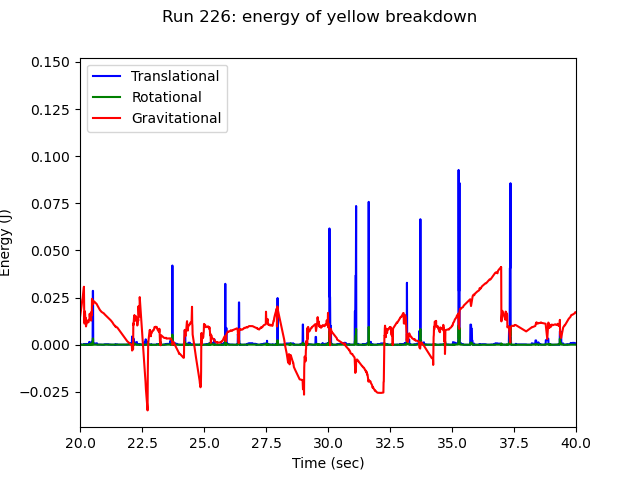 Run 226: energy of yellow breakdown
Energy (J)
0.150
0.125
0.100
0.075
0.050
0.025
0.000
−0.025
Translational
Rotational
Gravitational
20.0 22.5 25.0 27.5 30.0 32.5 35.0 37.5 40.0
Time (sec)